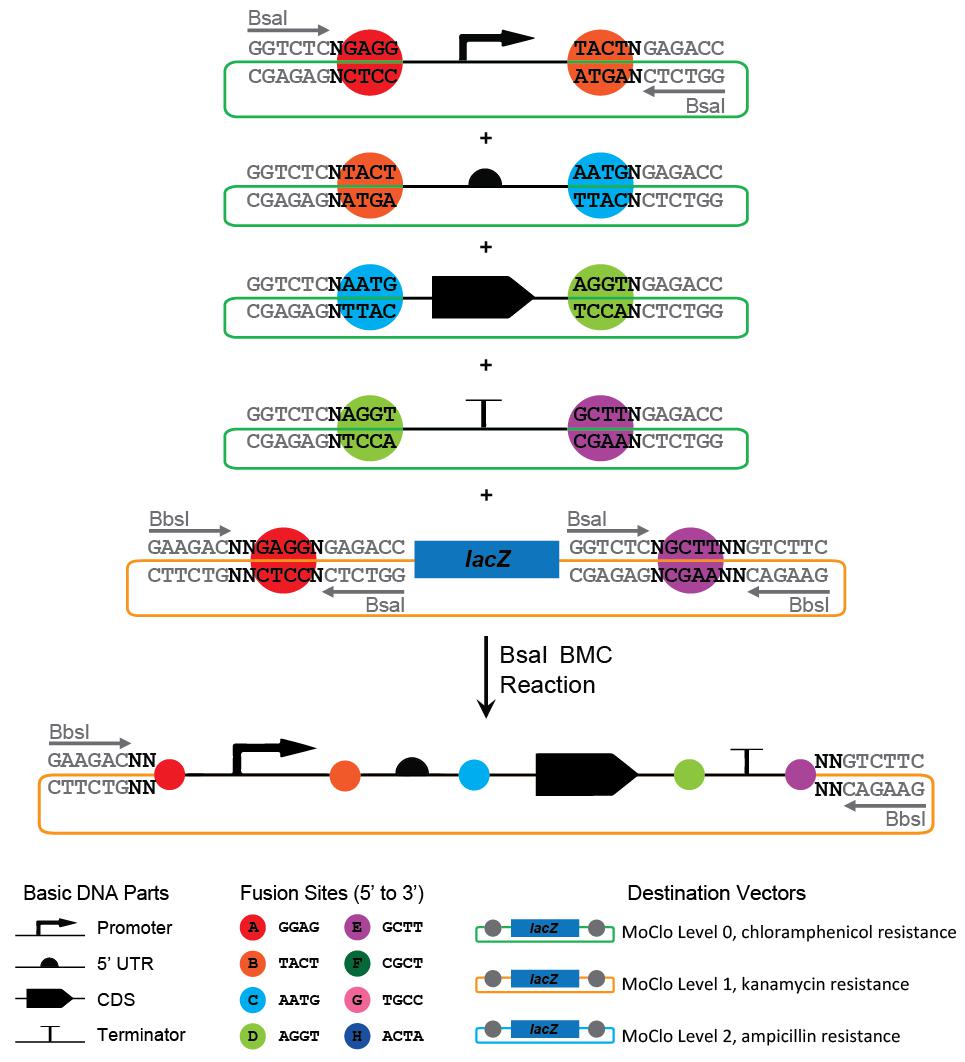 BsaI
GGTCTCNGAGG TACTNGAGACC
CGAGAGNCTCC ATGANCTCTGG
BsaI
+
GGTCTCNTACT AATGNGAGACC
CGAGAGNATGA TTACNCTCTGG
+
GGTCTCNAATG AGGTNGAGACC
CGAGAGNTTAC TCCANCTCTGG
+
GGTCTCNAGGT GCTTNGAGACC
CGAGAGNTCCA CGAANCTCTGG
+
BbsI BsaI
GAAGACNNGAGGNGAGACC lacZ GGTCTCNGCTTNNGTCTTC
CTTCTGNNCTCCNCTCTGG CGAGAGNCGAANNCAGAAG
BsaI BbsI
BsaI BMC
Reaction
BbsI
GAAGACNN NNGTCTTC
CTTCTGNN NNCAGAAG
BbsI
Basic DNA Parts
Promoter
5' UTR
CDS
Terminator
Fusion Sites (5' to 3')
A GGAG E GCTT
B TACT F CGCT
C AATG G TGCC
D AGGT H ACTA
Destination Vectors
lacZ MoClo Level 0, chloramphenicol resistance
lacZ MoClo Level 1, kanamycin resistance
lacZ MoClo Level 2, ampicillin resistance